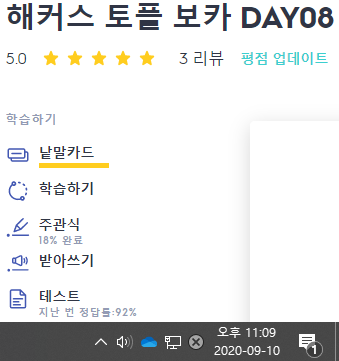 해커스 토플 보카 DAY08
5.0 3 리뷰 평점 업데이트
학습하기
낱말카드
학습하기
주관식
18% 완료
받아쓰기
테스트
지난 번 정답률:92%
오후 11:09
2020-09-10
1